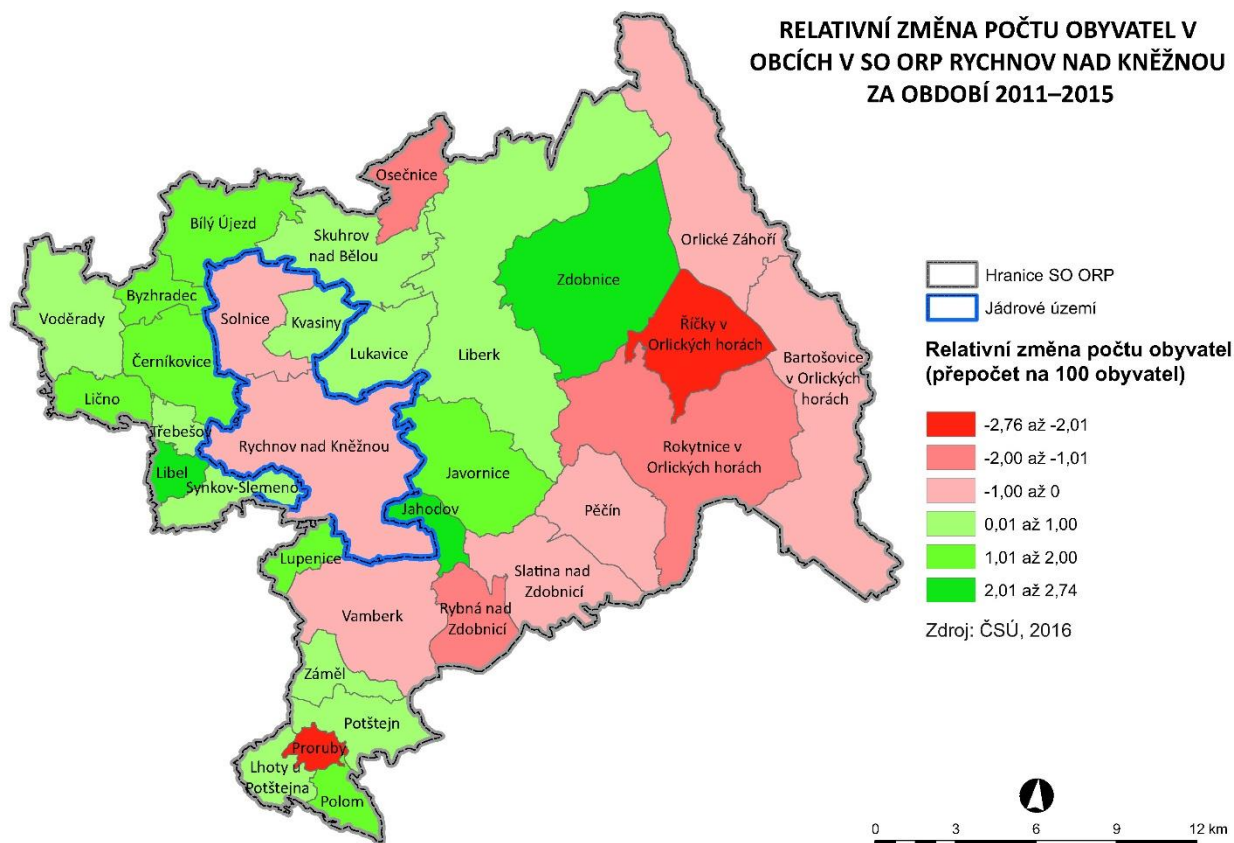 RELATIVNÍ ZMĚNA POČTU OBYVATEL V
OBCÍCH V SO ORP RYCHNOV NAD KNĚŽNOU
ZA OBDOBÍ 2011–2015
Osečnice
Bílý Újezd
Skuhrov
nad Bělou
Orlické Záhoří
Zdobnice
Byzhradec
Voděrady
Solnice
Kvasiny
Říčky v
Orlických horách
Lukavice
Liberk
Bartošovice
v Orlických
horách
Černíkovice
Lično
Třebešov
Rychnov nad Kněžnou
Rokytnice v
Orlických horách
Libel
Javornice
Synkov-Slemeno
Jahodov
Pěčín
Lupenice
Slatina nad
Zdobnicí
Vamberk
Rybná nad
Zdobnicí
Záměl
Potštejn
Proruby
Lhoty u
Potštejna
Polom
Hranice SO ORP
Jádrové území
Relativní změna počtu obyvatel
(přepočet na 100 obyvatel)
-2,76 až -2,01
-2,00 až -1,01
-1,00 až 0
0,01 až 1,00
1,01 až 2,00
2,01 až 2,74
Zdroj: ČSÚ, 2016
0 3 6 9 12 km